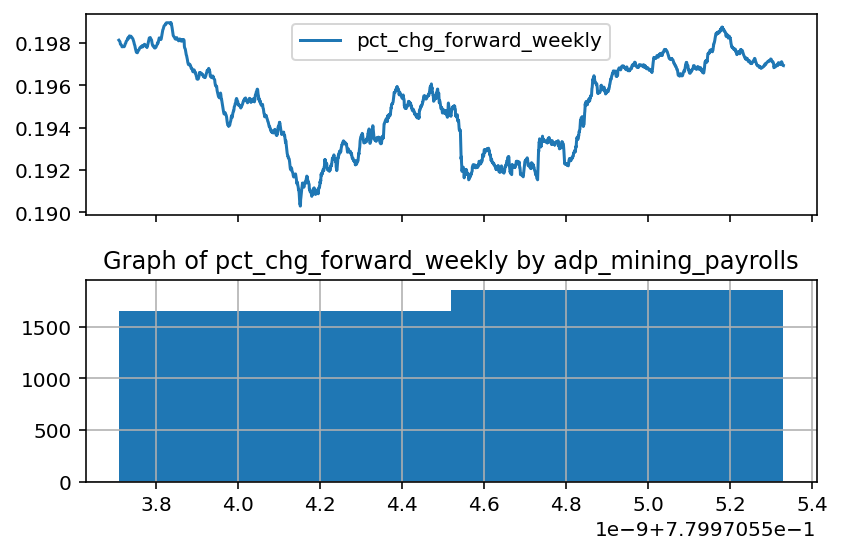 0.198
0.196
0.194
0.192
0.190
pct_chg_forward_weekly
Graph of pct_chg_forward_weekly by adp_mining_payrolls
1500
1000
500
0
3.8 4.0 4.2 4.4 4.6 4.8 5.0 5.2 5.4
1e−9+7.7997055e−1